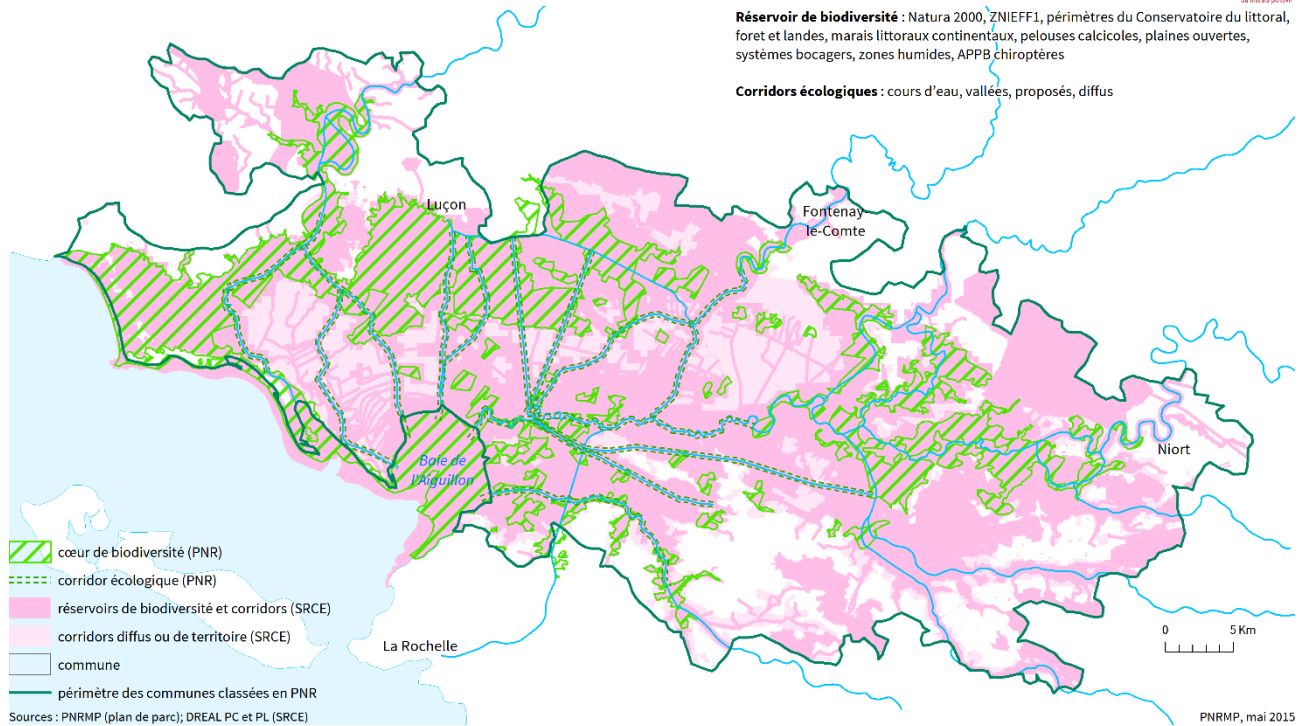 du Marais poitevin
Réservoir de biodiversité : Natura 2000, ZNIEFF1, périmètres du Conservatoire du littoral,
foret et landes, marais littoraux continentaux, pelouses calcicoles, plaines ouvertes,
systèmes bocagers, zones humides, APPB chiroptères
Corridors écologiques : cours d'eau, vallées, proposés, diffus
Luçon
Fontenay
-le-Comte
Niort
Baie de
l'Aiguillon
La Rochelle
cœur de biodiversité (PNR)
corridor écologique (PNR)
réservoirs de biodiversité et corridors (SRCE)
corridors diffus ou de territoire (SRCE)
commune
périmètre des communes classées en PNR
0 5 Km
Sources : PNRMP (plan de parc); DREAL PC et PL (SRCE)
PNRMP, mai 2015